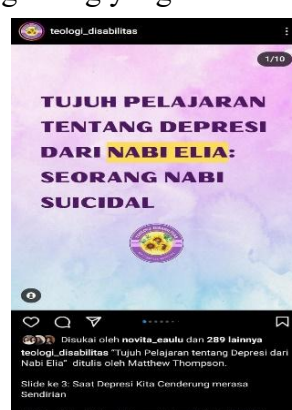 teologi_disabilitas
1/10
TUJUH PELAJARAN
TENTANG DEPRESI
DARI NABI ELIA:
SEORANG NABI
SUICIDAL
Disukai oleh novita_eaulu dan 289 lainnya
teologi_disabilitas "Tujuh Pelajaran tentang Depresi dari
Nabi Elia" ditulis oleh Matthew Thompson.
Slide ke 3: Saat Depresi Kita Cenderung merasa
Sendirian